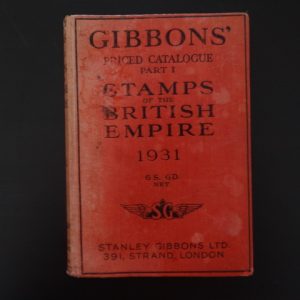 GIBBONS'
PRICED CATALOGUE
PART I
STAMPS
OF THE
BRITISH
EMPIRE
1931
6S. 6D.
NET.
SG
STANLEY GIBBONS LTD.
391, STRAND, LONDON